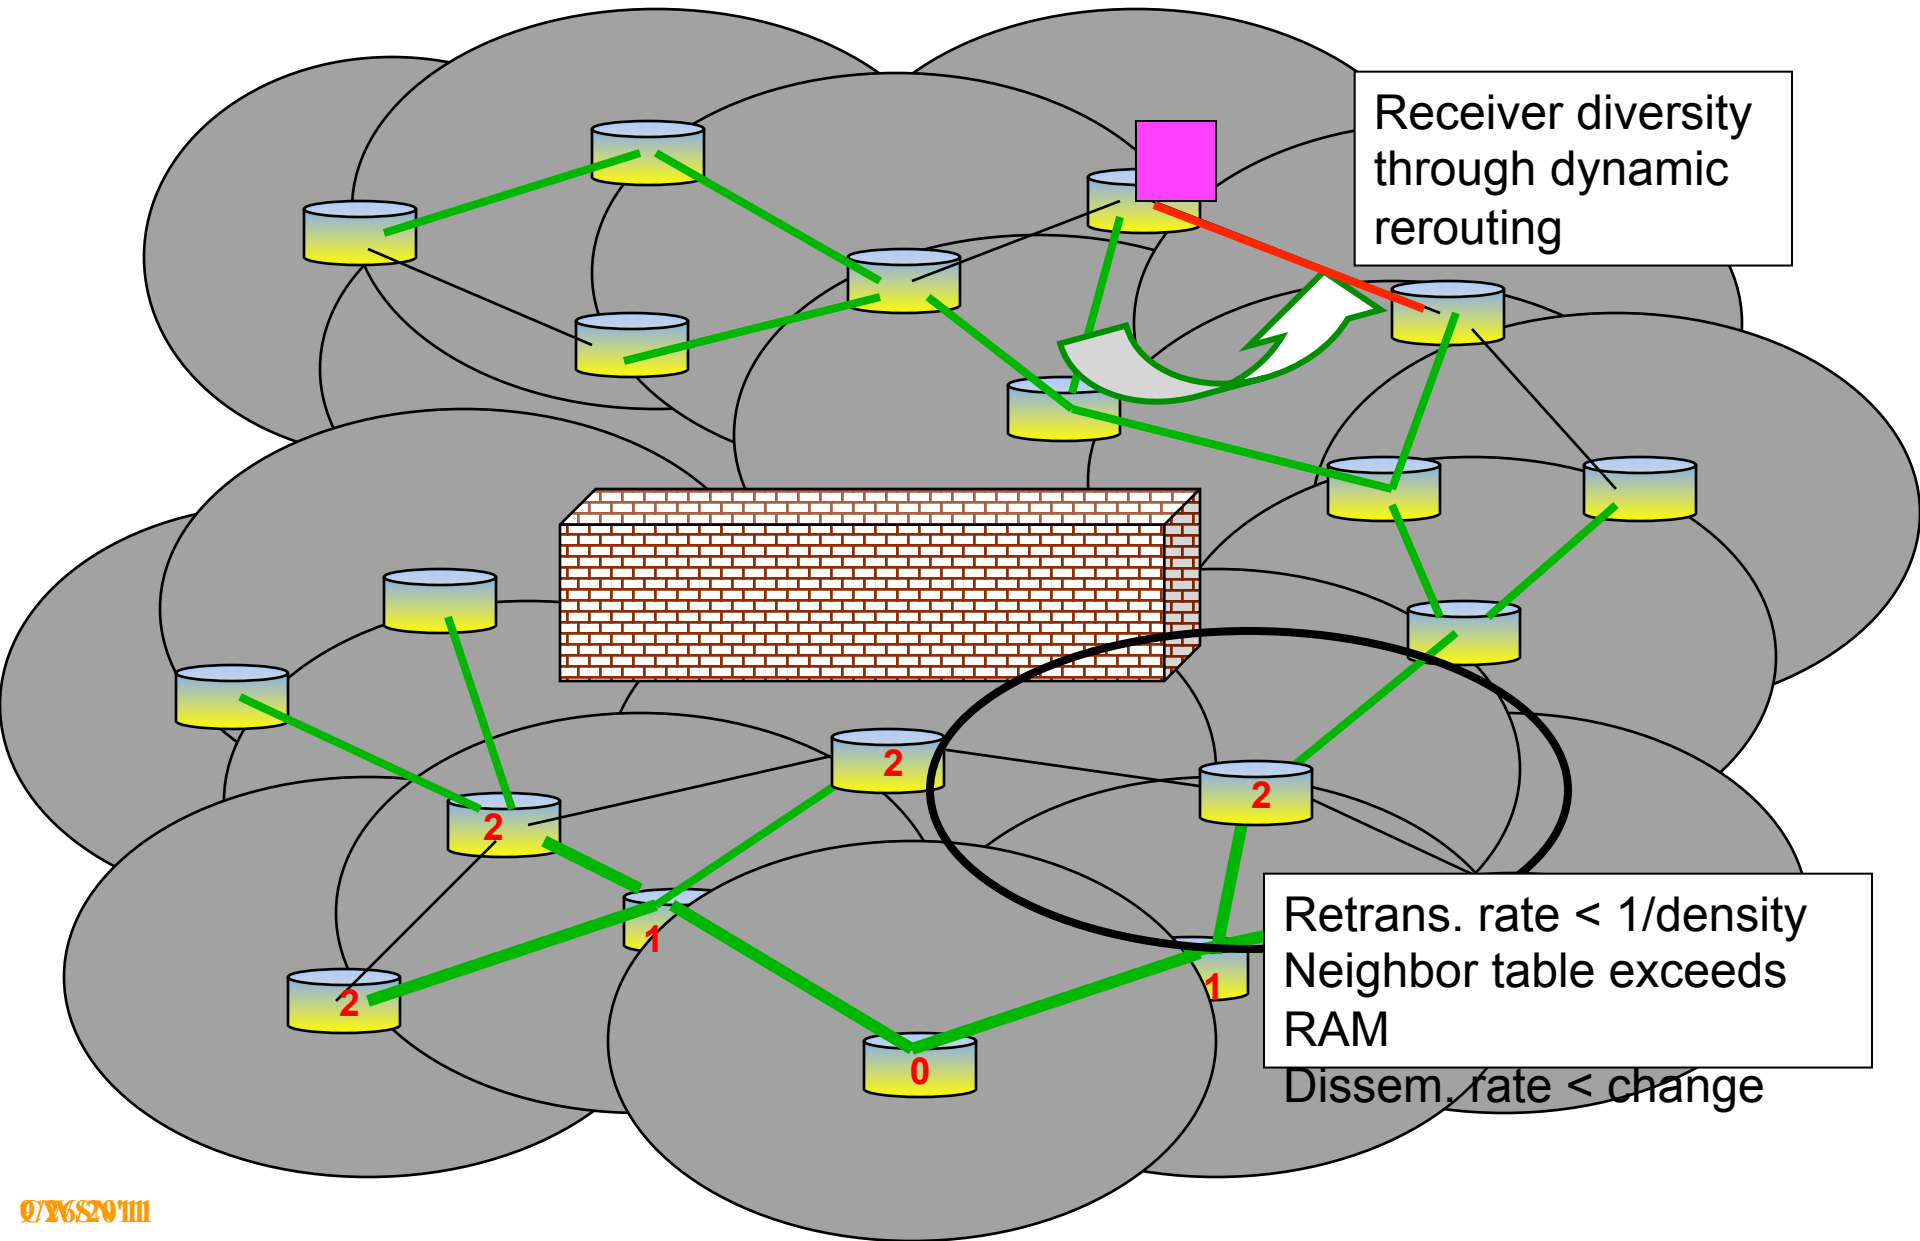 Receiver diversity
through dynamic
rerouting
2
2
2
1
2
1
0
Retrans. rate < 1/density
Neighbor table exceeds
RAM
Dissem. rate < change